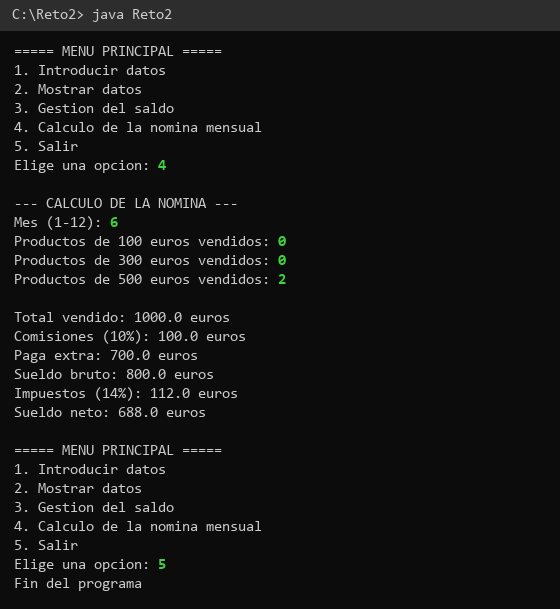 C:\Reto2> java Reto2
===== MENU PRINCIPAL =====
1. Introducir datos
2. Mostrar datos
3. Gestion del saldo
4. Calculo de la nomina mensual
5. Salir
Elige una opcion: 4
--- CALCULO DE LA NOMINA ---
Mes (1-12): 6
Productos de 100 euros vendidos: 0
Productos de 300 euros vendidos: 0
Productos de 500 euros vendidos: 2
Total vendido: 1000.0 euros
Comisiones (10%): 100.0 euros
Paga extra: 700.0 euros
Sueldo bruto: 800.0 euros
Impuestos (14%): 112.0 euros
Sueldo neto: 688.0 euros
===== MENU PRINCIPAL =====
1. Introducir datos
2. Mostrar datos
3. Gestion del saldo
4. Calculo de la nomina mensual
5. Salir
Elige una opcion: 5
Fin del programa